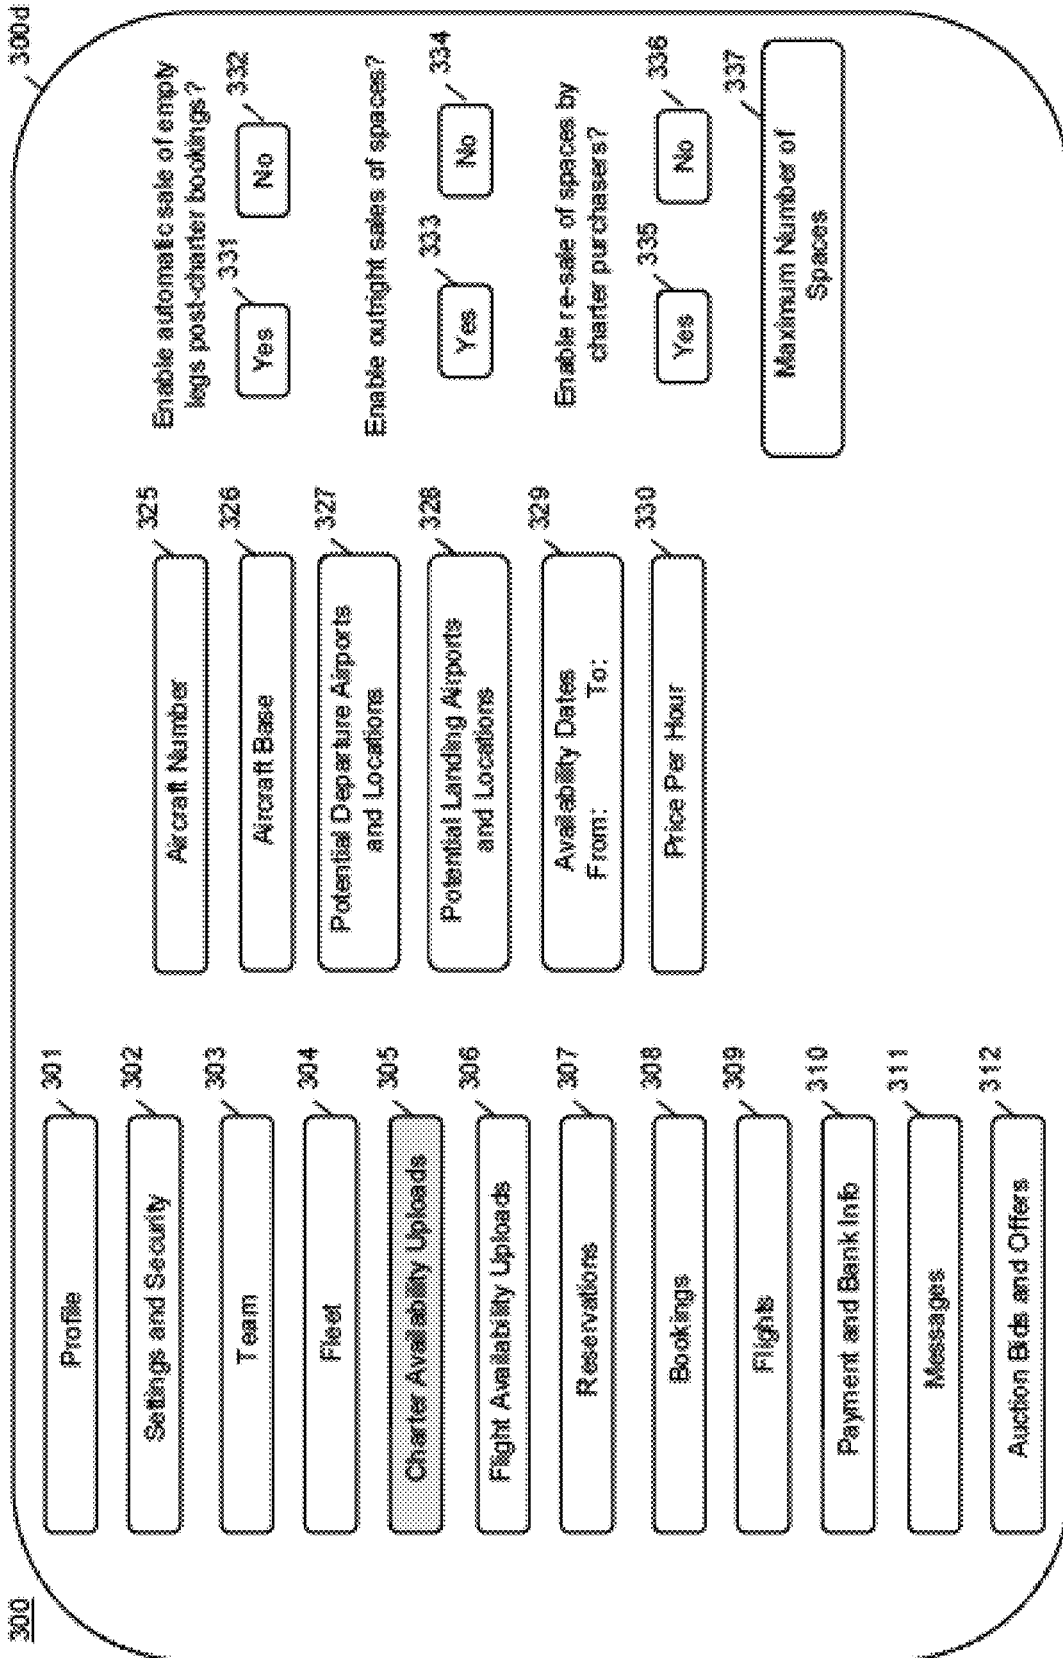 300
300d
Profile
301
Settings and Security
302
Team
303
Fleet
304
Charter Availability Uploads
305
Flight Availability Uploads
306
Reservations
307
Bookings
308
Flights
309
Payment and Bank Info
310
Messages
311
Auction Bids and Offers
312
Aircraft Number
325
Aircraft Base
326
Potential Departure Airports
and Locations
327
Potential Landing Airports
and Locations
328
Availability Dates
From: To:
329
Price Per Hour
330
Enable automatic sale of empty
legs post-charter bookings?
Yes
331
No
332
Enable outright sales of spaces?
Yes
333
No
334
Enable re-sale of spaces by
charter purchasers?
Yes
335
No
336
Maximum Number of
Spaces
337